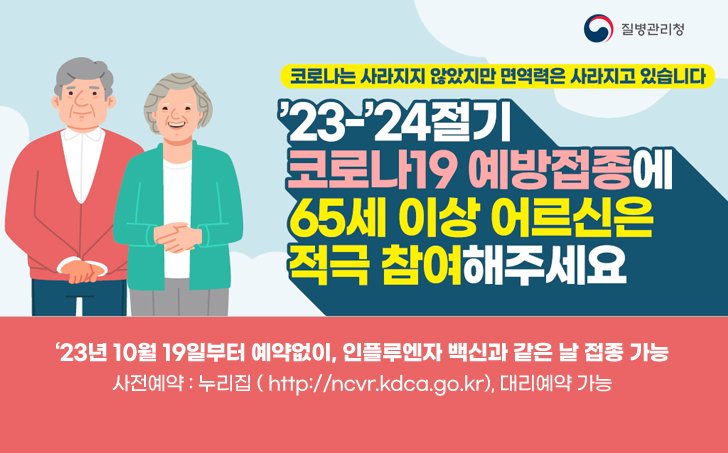 질병관리청
코로나는 사라지지 않았지만 면역력은 사라지고 있습니다
’23-’24절기
코로나19 예방접종에
65세 이상 어르신은
적극 참여해주세요
‘23년 10월 19일부터 예약없이, 인플루엔자 백신과 같은 날 접종 가능
사전예약 : 누리집 ( http://ncvr.kdca.go.kr), 대리예약 가능